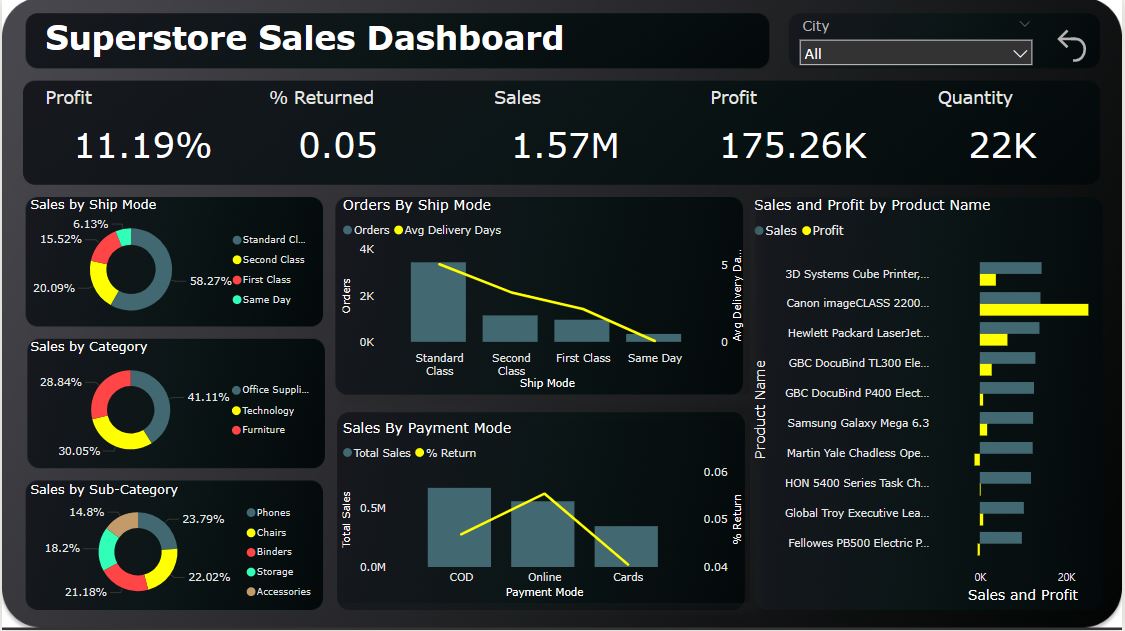 Superstore Sales Dashboard
City
All
Profit
% Returned
Sales
Profit
Quantity
11.19%
0.05
1.57M
175.26K
22K
Sales by Ship Mode
6.13%
15.52%
20.09%
58.27%
Standard Cl...
Second Class
First Class
Same Day
Sales by Category
28.84%
41.11%
30.05%
Office Suppli...
Technology
Furniture
Sales by Sub-Category
14.8%
23.79%
18.2%
22.02%
21.18%
Phones
Chairs
Binders
Storage
Accessories
Orders By Ship Mode
Orders
Avg Delivery Days
4K
2K
0K
Orders
5
0
Avg Delivery Da...
Standard
Class
Second
Class
First Class
Same Day
Ship Mode
Sales By Payment Mode
Total Sales
% Return
0.5M
0.0M
Total Sales
0.06
0.05
0.04
% Return
COD
Online
Cards
Payment Mode
Sales and Profit by Product Name
Sales
Profit
Product Name
3D Systems Cube Printer,...
Canon imageCLASS 2200...
Hewlett Packard LaserJet...
GBC DocuBind TL300 Ele...
GBC DocuBind P400 Elect...
Samsung Galaxy Mega 6.3
Martin Yale Chadless Ope...
HON 5400 Series Task Ch...
Global Troy Executive Lea...
Fellowes PB500 Electric P...
0K
20K
Sales and Profit